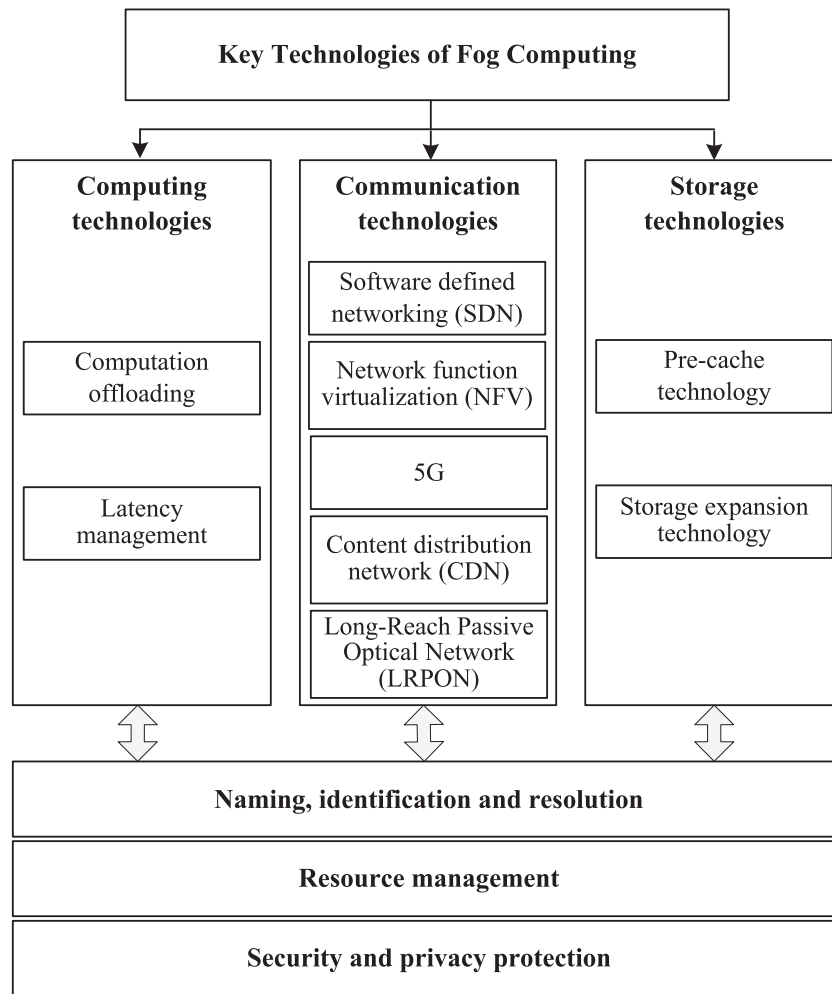 Key Technologies of Fog Computing
Computing
technologies
Computation
offloading
Latency
management
Communication
technologies
Software defined
networking (SDN)
Network function
virtualization (NFV)
5G
Content distribution
network (CDN)
Long-Reach Passive
Optical Network
(LRPON)
Storage
technologies
Pre-cache
technology
Storage expansion
technology
Naming, identification and resolution
Resource management
Security and privacy protection